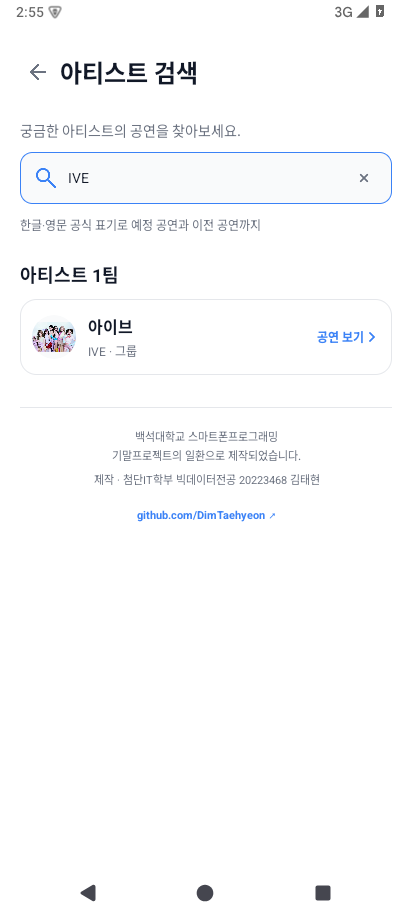 2:55
3G
아티스트 검색
궁금한 아티스트의 공연을 찾아보세요.
IVE
한글·영문 공식 표기로 예정 공연과 이전 공연까지
아티스트 1팀
아이브
IVE · 그룹
공연 보기
백석대학교 스마트폰프로그래밍
기말프로젝트의 일환으로 제작되었습니다.
제작 · 첨단IT학부 빅데이터전공 20223468 김태현
github.com/DimTaehyeon ↗